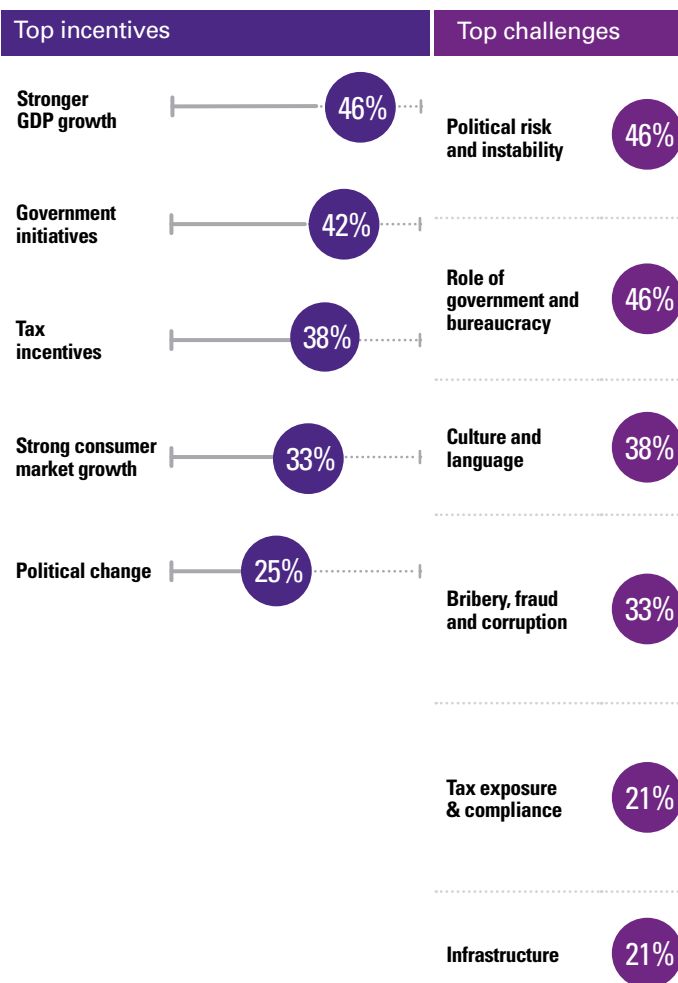 Top incentives
Stronger
GDP growth
46%
Government
initiatives
42%
Tax
incentives
38%
Strong consumer
market growth
33%
Political change
25%
Top challenges
Political risk
and instability
46%
Role of
government and
bureaucracy
46%
Culture and
language
38%
Bribery, fraud
and corruption
33%
Tax exposure
& compliance
21%
Infrastructure
21%